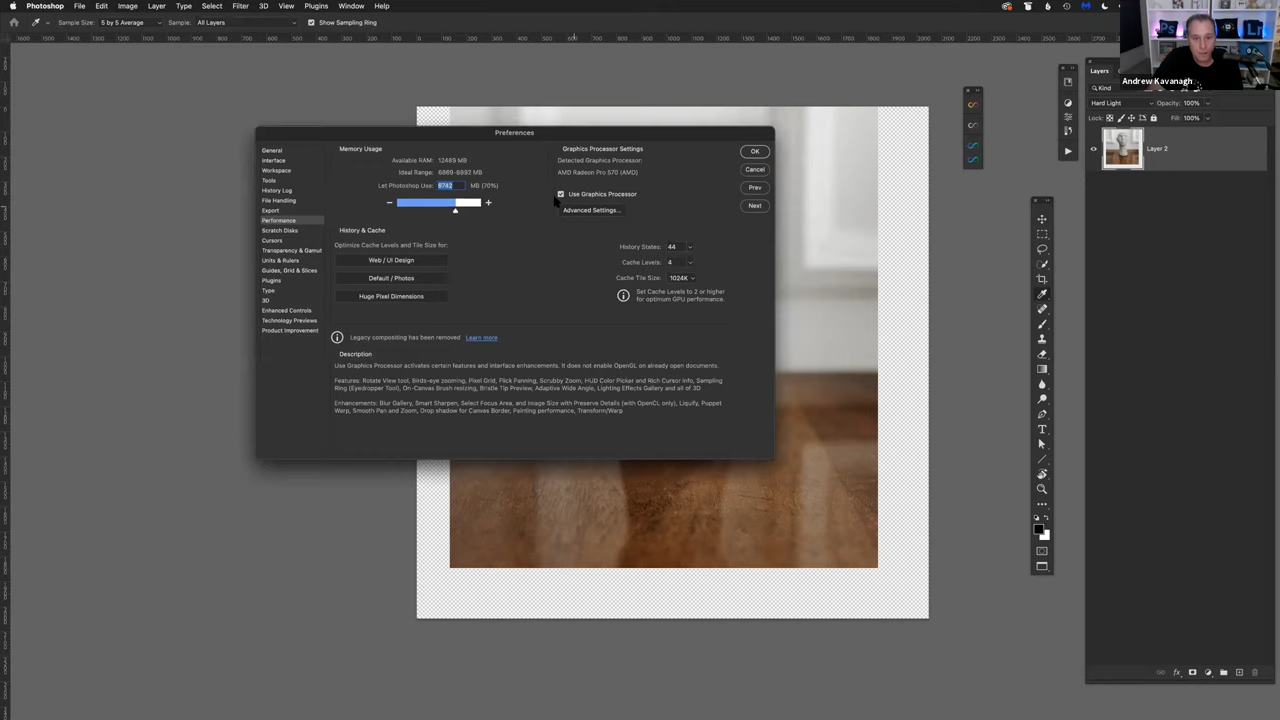 Photoshop File Edit Image Layer Type Select Filter 3D View Plugins Window Help
Sample Size: 5 by 5 Average Sample: All Layers Show Sampling Ring
Andrew Kavanagh
Ps
Lr
Preferences
General
Interface
Workspace
Tools
History Log
File Handling
Export
Performance
Scratch Disks
Cursors
Transparency & Gamut
Units & Rulers
Guides, Grid & Slices
Plugins
Type
3D
Enhanced Controls
Technology Previews
Product Improvement
Memory Usage
Available RAM: 12489 MB
Ideal Range: 6869-8992 MB
Let Photoshop Use: 8742 MB (70%)
Graphics Processor Settings
Detected Graphics Processor:
AMD Radeon Pro 570 (AMD)
Use Graphics Processor
Advanced Settings...
OK
Cancel
Prev
Next
History & Cache
Optimize Cache Levels and Tile Size for:
Web / UI Design
Default / Photos
Huge Pixel Dimensions
History States: 44
Cache Levels: 4
Cache Tile Size: 1024K
Set Cache Levels to 2 or higher
for optimum GPU performance.
Legacy compositing has been removed Learn more
Description
Use Graphics Processor activates certain features and interface enhancements. It does not enable OpenGL on already open documents.
Features: Rotate View tool, Birds-eye zooming, Pixel Grid, Flick Panning, Scrubby Zoom, HUD Color Picker and Rich Cursor info, Sampling
Ring (Eyedropper Tool), On-Canvas Brush resizing, Bristle Tip Preview, Adaptive Wide Angle, Lighting Effects Gallery and all of 3D
Enhancements: Blur Gallery, Smart Sharpen, Select Focus Area, and Image Size with Preserve Details (with OpenCL only), Liquify, Puppet
Warp, Smooth Pan and Zoom, Drop shadow for Canvas Border, Painting performance, Transform/Warp
Layers
Kind
Hard Light Opacity: 100%
Lock: Fill: 100%
Layer 2